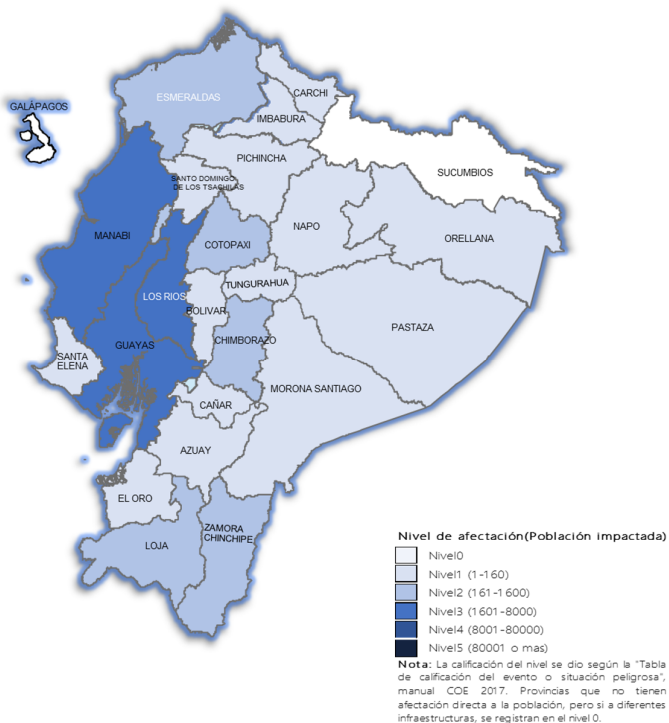 ESMERALDAS
CARCHI
GALÁPAGOS
IMBABURA
PICHINCHA
SUCUMBIOS
SANTO DOMINGO
DE LOS TSACHILAS
NAPO
MANABI
COTOPAXI
ORELLANA
TUNGURAHUA
LOS RIOS
BOLIVAR
PASTAZA
CHIMBORAZO
GUAYAS
SANTA
ELENA
MORONA SANTIAGO
CAÑAR
AZUAY
EL ORO
ZAMORA
CHINCHIPE
LOJA
Nivel de afectación(Población impactada)
Nivel0
Nivel1 (1-160)
Nivel2 (161-1600)
Nivel3 (1601-8000)
Nivel4 (8001-80000)
Nivel5 (80001 o mas)
Nota: La calificación del nivel se dio según la "Tabla
de calificación del evento o situación peligrosa",
manual COE 2017. Provincias que no tienen
afectación directa a la población, pero si a diferentes
infraestructuras, se registran en el nivel 0.